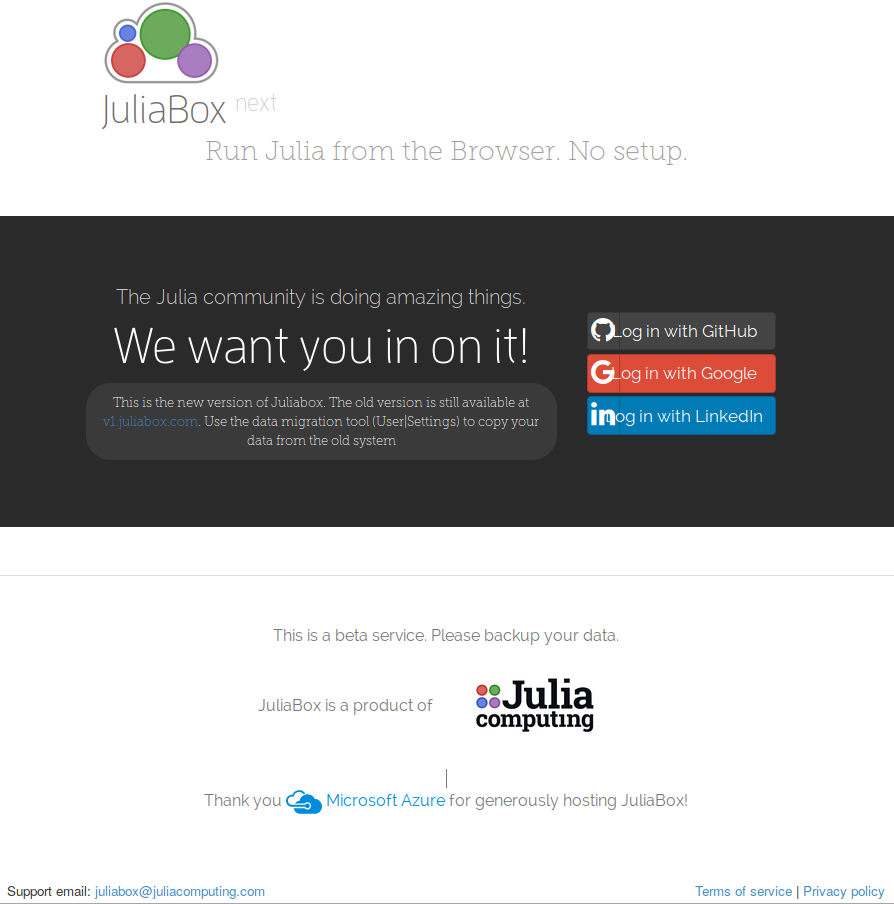 JuliaBox next
Run Julia from the Browser. No setup.
The Julia community is doing amazing things.
We want you in on it!
This is the new version of Juliabox. The old version is still available at
v1.juliabox.com. Use the data migration tool (User|Settings) to copy your
data from the old system
Log in with GitHub
Log in with Google
Log in with LinkedIn
This is a beta service. Please backup your data.
JuliaBox is a product of
Julia
computing
|
Thank you Microsoft Azure for generously hosting JuliaBox!
Support email: juliabox@juliacomputing.com
Terms of service | Privacy policy